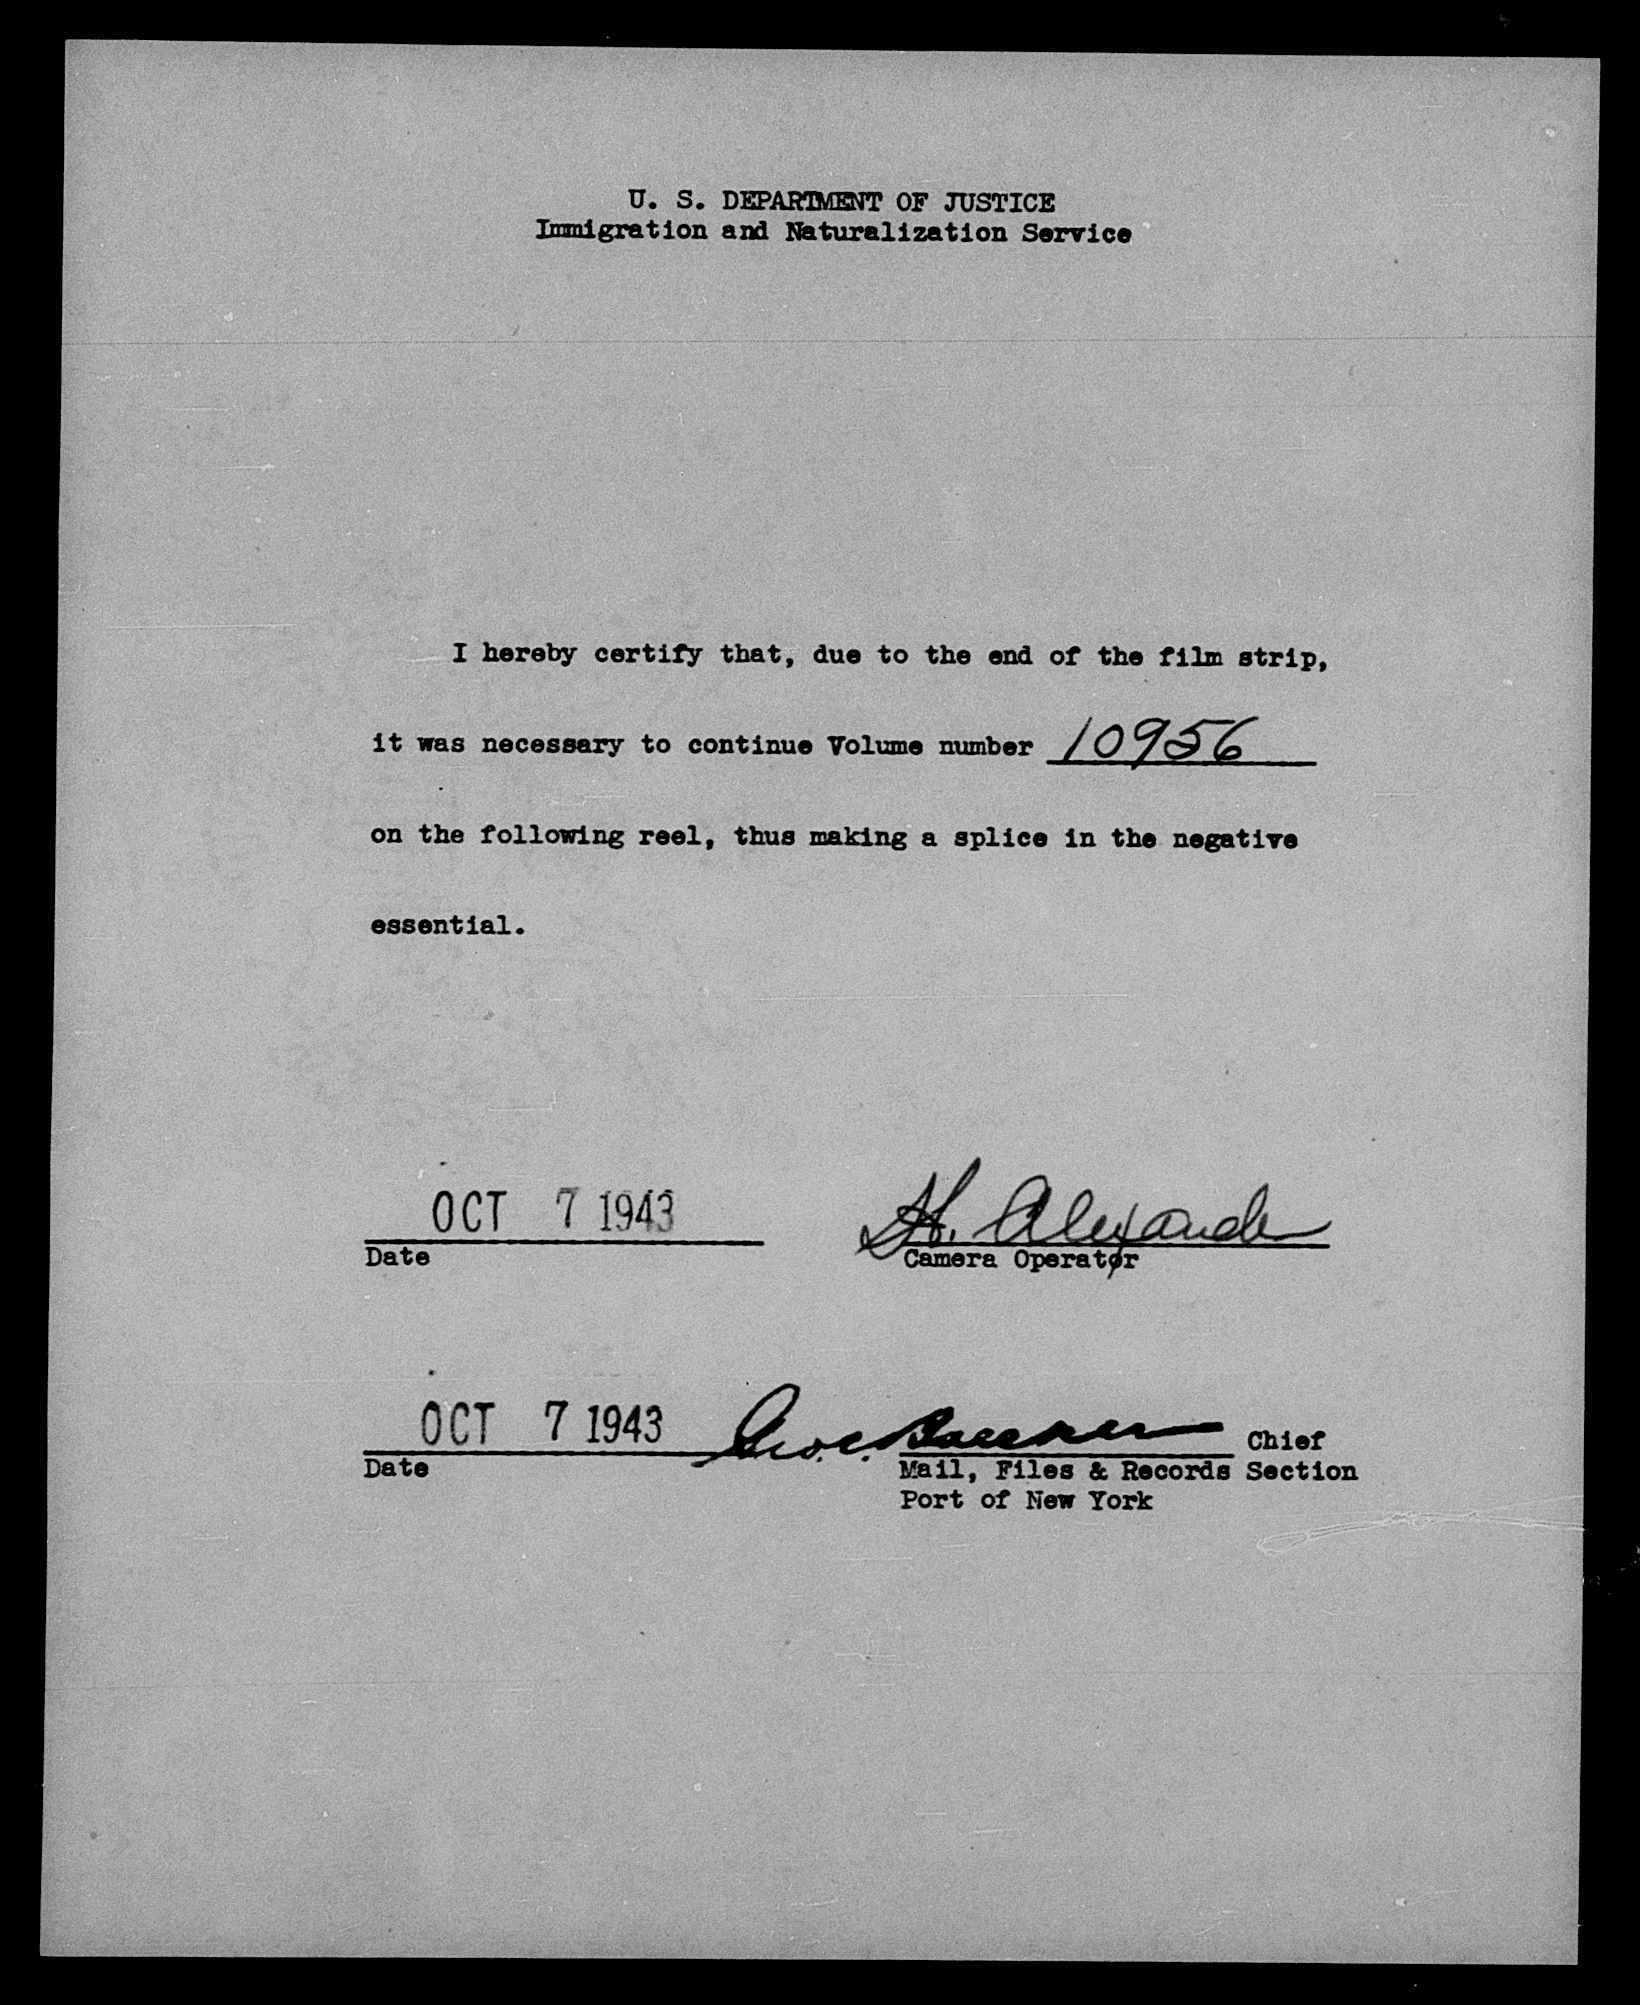 U. S. DEPARTMENT OF JUSTICE
Immigration and Naturalization Service
I hereby certify that, due to the end of the film strip,
it was necessary to continue Volume number 10956
on the following reel, thus making a splice in the negative
essential.
OCT 7 1943 H. Alexander
Date Camera Operator
OCT 7 1943 Geo. C. Chief
Date Mail, Files & Records Section
Port of New York